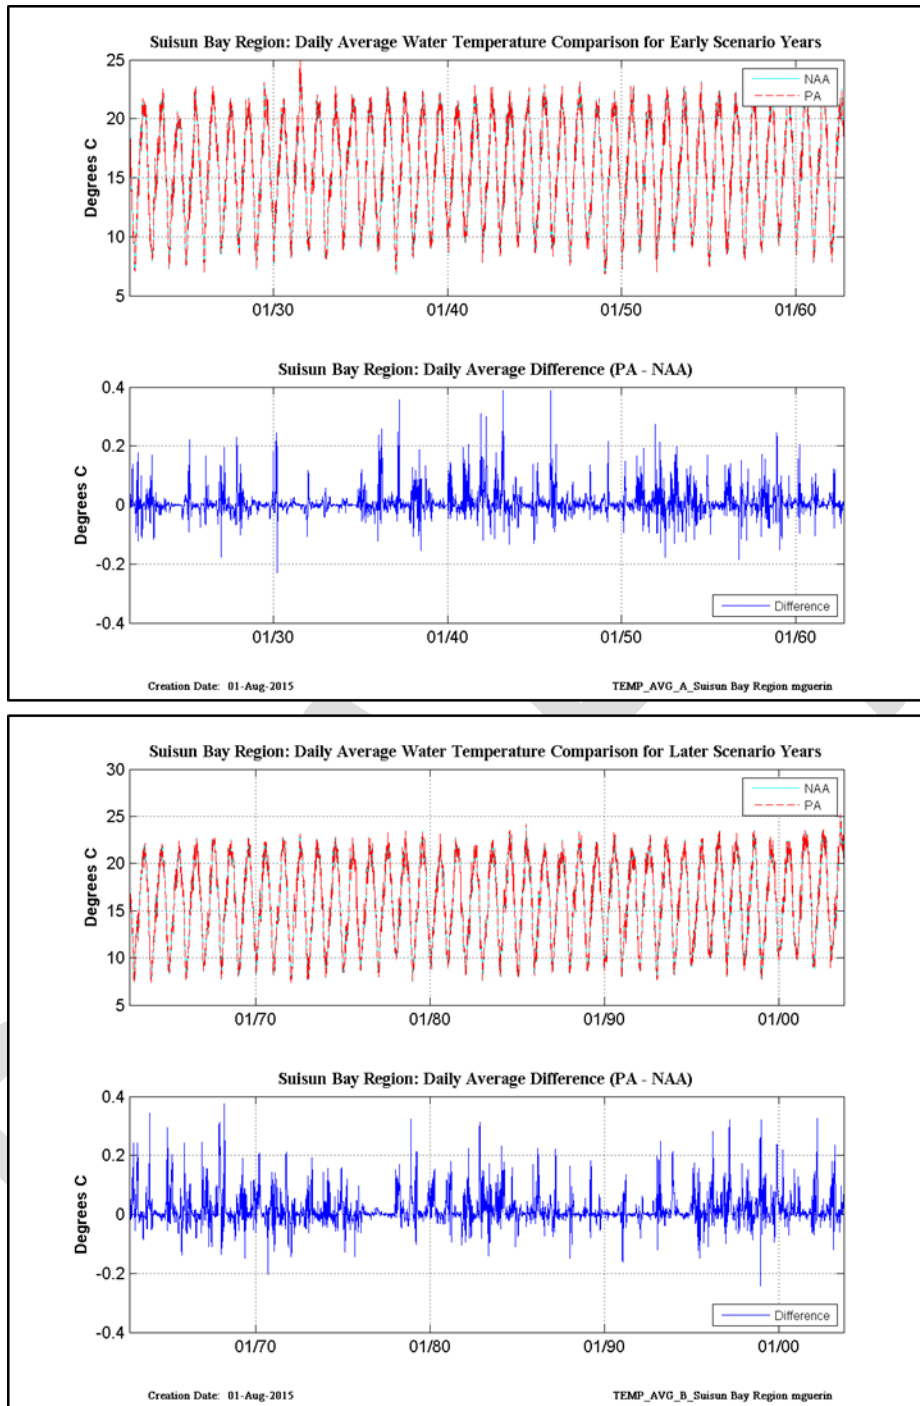 Suisun Bay Region: Daily Average Water Temperature Comparison for Early Scenario Years
25
20
15
10
5
Degrees C
NAA
PA
01/30 01/40 01/50 01/60
Suisun Bay Region: Daily Average Difference (PA - NAA)
0.4
0.2
0
-0.2
-0.4
Degrees C
Difference
01/30 01/40 01/50 01/60
Creation Date: 01-Aug-2015 TEMP_AVG_A_Suisun Bay Region mguerin
Suisun Bay Region: Daily Average Water Temperature Comparison for Later Scenario Years
30
25
20
15
10
5
Degrees C
NAA
PA
01/70 01/80 01/90 01/00
Suisun Bay Region: Daily Average Difference (PA - NAA)
0.4
0.2
0
-0.2
-0.4
Degrees C
Difference
01/70 01/80 01/90 01/00
Creation Date: 01-Aug-2015 TEMP_AVG_B_Suisun Bay Region mguerin